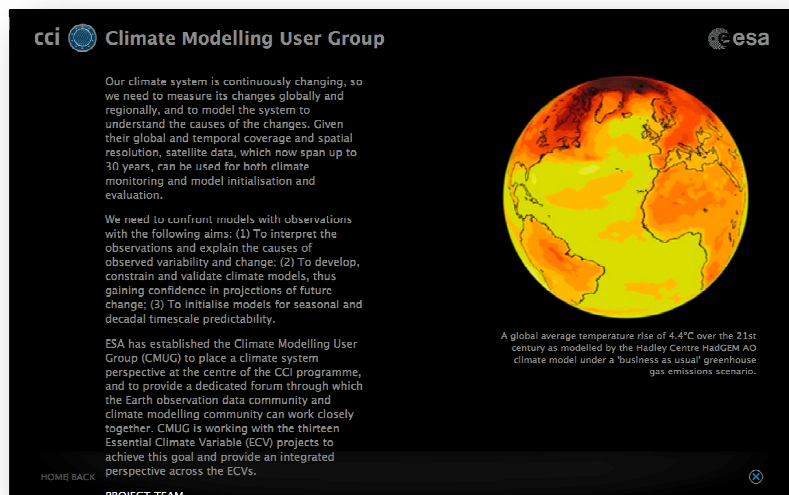 cci Climate Modelling User Group
esa
Our climate system is continuously changing, so
we need to measure its changes globally and
regionally, and to model the system to
understand the causes of the changes. Given
their global and temporal coverage and spatial
resolution, satellite data, which now span up to
30 years, can be used for both climate
monitoring and model initialisation and
evaluation.
We need to confront models with observations
with the following aims: (1) To interpret the
observations and explain the causes of
observed variability and change; (2) To develop,
constrain and validate climate models, thus
gaining confidence in projections of future
change; (3) To initialise models for seasonal and
decadal timescale predictability.
ESA has established the Climate Modelling User
Group (CMUG) to place a climate system
perspective at the centre of the CCI programme,
and to provide a dedicated forum through which
the Earth observation data community and
climate modelling community can work closely
together. CMUG is working with the thirteen
Essential Climate Variable (ECV) projects to
achieve this goal and provide an integrated
perspective across the ECVs.
PROJECT TEAM
A global average temperature rise of 4.4°C over the 21st
century as modelled by the Hadley Centre HadGEM AO
climate model under a 'business as usual' greenhouse
gas emissions scenario.
HOME| BACK